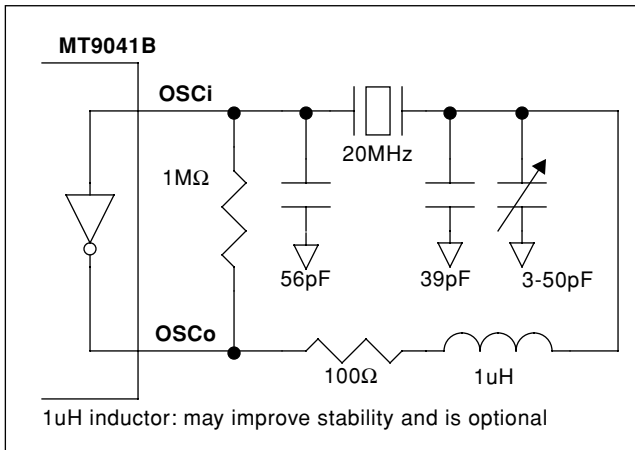 MT9041B
OSCi
20MHz
1MΩ
56pF
39pF
3-50pF
OSCo
100Ω
1uH
1uH inductor: may improve stability and is optional